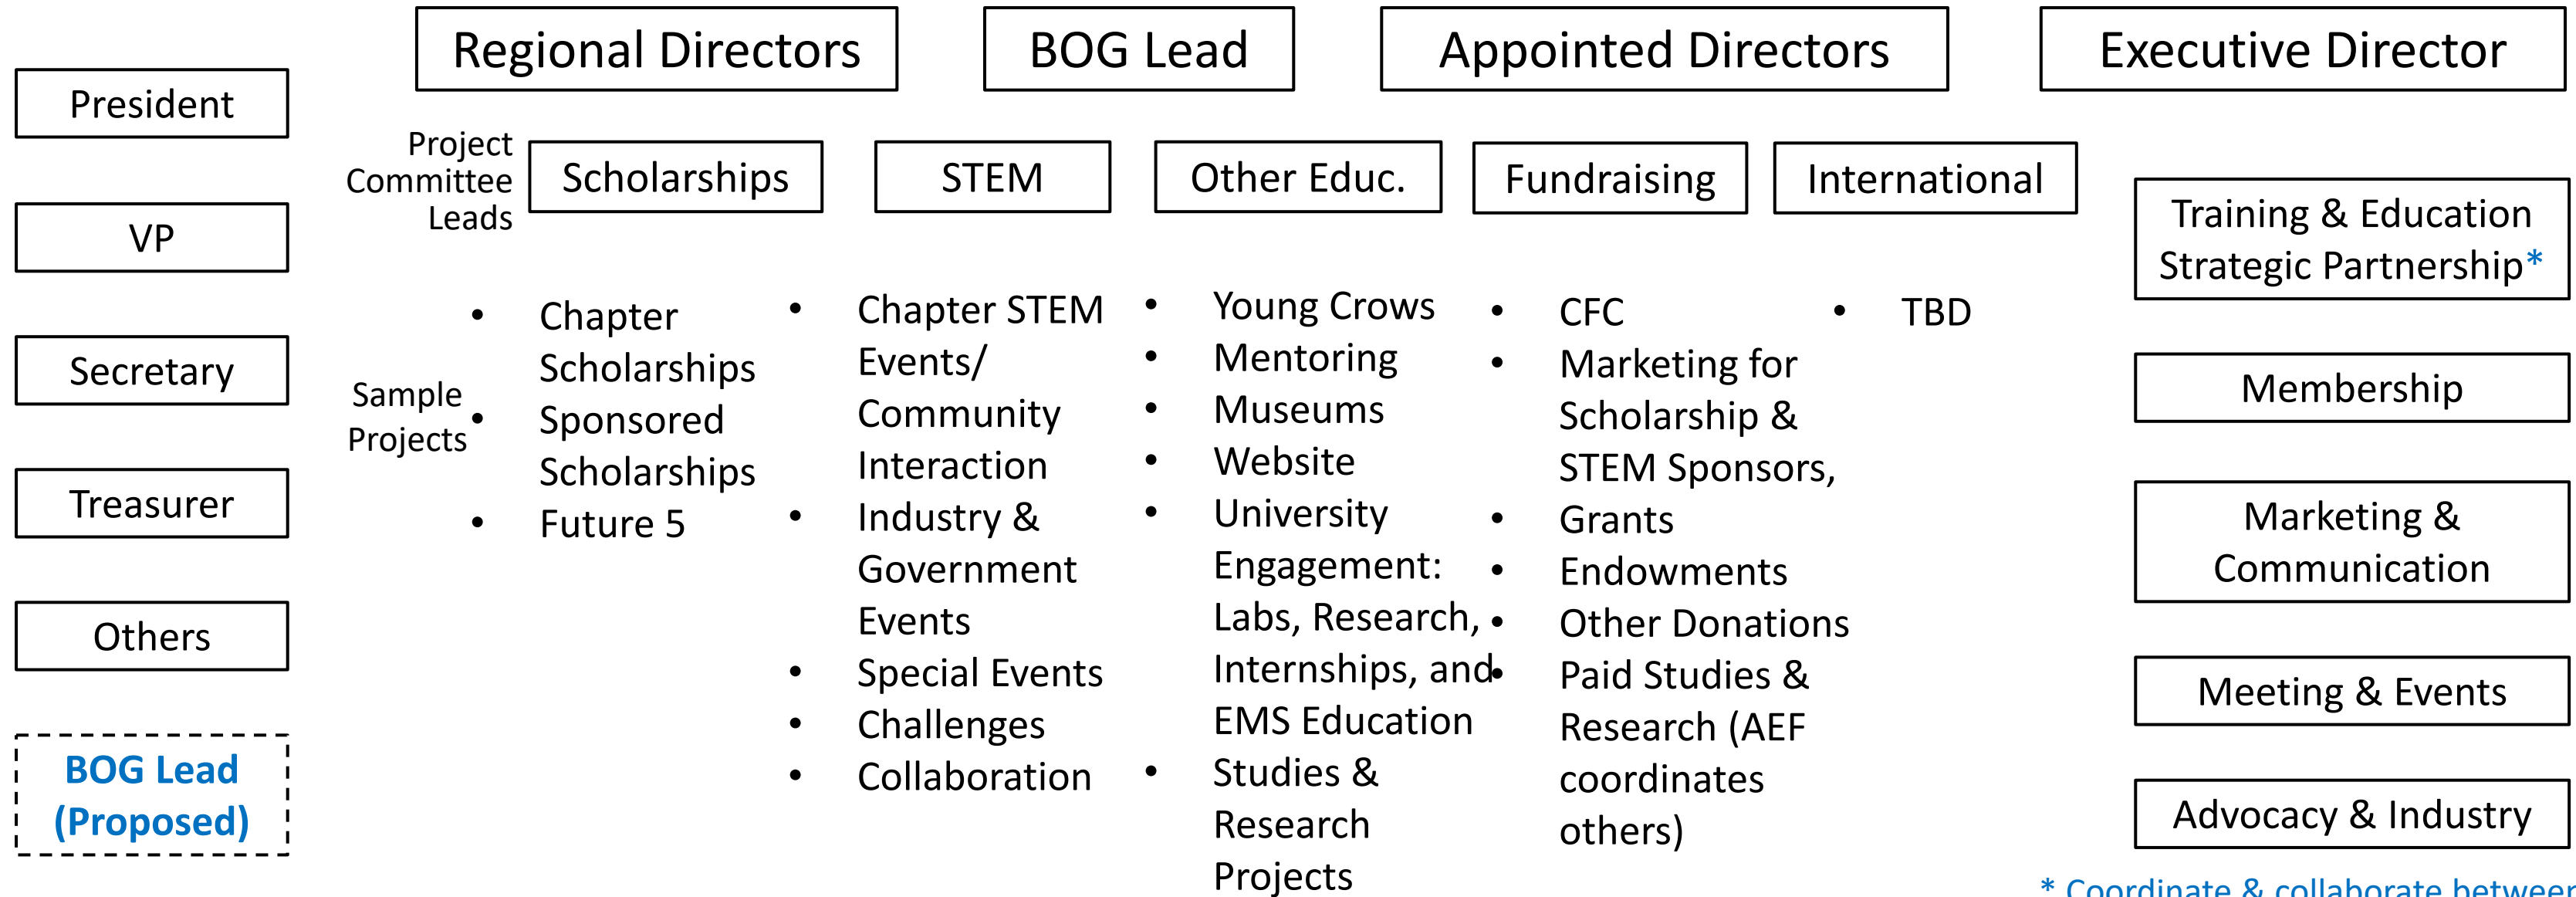 Regional Directors
BOG Lead
Appointed Directors
Executive Director
President
VP
Secretary
Treasurer
Others
BOG Lead
(Proposed)
Project
Committee
Leads
Scholarships
STEM
Other Educ.
Fundraising
International
Sample
Projects
• Chapter
Scholarships
• Sponsored
Scholarships
• Future 5
• Chapter STEM
Events/
Community
Interaction
• Industry &
Government
Events
• Special Events
• Challenges
• Collaboration
• Young Crows
• Mentoring
• Museums
• Website
• University
Engagement:
Labs, Research,
Internships, and
EMS Education
• Studies &
Research
Projects
• CFC
• Marketing for
Scholarship &
STEM Sponsors,
• Grants
• Endowments
• Other Donations
• Paid Studies &
Research (AEF
coordinates
others)
• TBD
Training & Education
Strategic Partnership*
Membership
Marketing &
Communication
Meeting & Events
Advocacy & Industry
* Coordinate & collaborate between